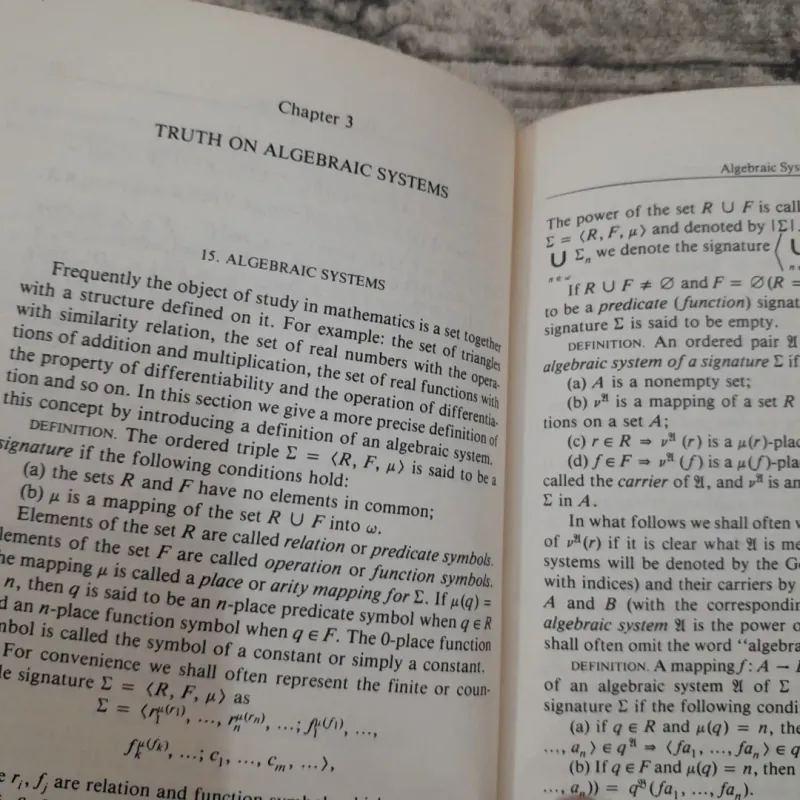 Chapter 3
TRUTH ON ALGEBRAIC SYSTEMS
15. ALGEBRAIC SYSTEMS
Frequently the object of study in mathematics is a set together
with a structure defined on it. For example: the set of triangles
with similarity relation, the set of real numbers with the opera-
tions of addition and multiplication, the set of real functions with
the property of differentiability and the operation of differentia-
tion and so on. In this section we give a more precise definition of
this concept by introducing a definition of an algebraic system.
DEFINITION. The ordered triple Σ = ⟨R, F, μ⟩ is said to be a
signature if the following conditions hold:
(a) the sets R and F have no elements in common;
(b) μ is a mapping of the set R ∪ F into ω.
Elements of the set R are called relation or predicate symbols.
lements of the set F are called operation or function symbols.
he mapping μ is called a place or arity mapping for Σ. If μ(q) =
n, then q is said to be an n-place predicate symbol when q ∈ R
d an n-place function symbol when q ∈ F. The 0-place function
mbol is called the symbol of a constant or simply a constant.
For convenience we shall often represent the finite or coun-
le signature Σ = ⟨R, F, μ⟩ as
Σ = ⟨r₁^μ(r₁), ..., rₙ^μ(rₙ), ...; f₁^μ(f₁), ...,
fₖ^μ(fₖ), ...; c₁, ..., cₘ, ...⟩,
e rᵢ, fⱼ are relation and function
Algebraic Sys
The power of the set R ∪ F is call
Σ = ⟨R, F, μ⟩ and denoted by |Σ|.
∪ Σₙ we denote the signature ⟨ ∪
n∈ω
If R ∪ F ≠ ∅ and F = ∅ (R =
to be a predicate (function) signat
signature Σ is said to be empty.
DEFINITION. An ordered pair 𝔄
algebraic system of a signature Σ if
(a) A is a nonempty set;
(b) ν^𝔄 is a mapping of a set R
tions on a set A;
(c) r ∈ R ⇒ ν^𝔄 (r) is a μ(r)-plac
(d) f ∈ F ⇒ ν^𝔄 (f) is a μ(f)-plac
called the carrier of 𝔄, and ν^𝔄 is an
Σ in A.
In what follows we shall often w
of ν^𝔄(r) if it is clear what 𝔄 is me
systems will be denoted by the Go
with indices) and their carriers by
A and B (with the correspondin
algebraic system 𝔄 is the power o
shall often omit the word "algebra
DEFINITION. A mapping f: A → B
of an algebraic system 𝔄 of Σ
signature Σ if the following condi
(a) if q ∈ R and μ(q) = n, the
..., aₙ⟩ ∈ q^𝔄 ⇒ ⟨fa₁, ..., faₙ⟩ ∈ q
(b) If q ∈ F and μ(q) = n, then
..., aₙ)) = q^𝔅(fa₁, ..., faₙ).